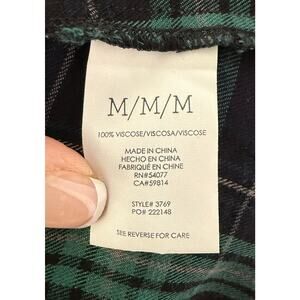 M/M/M
100% VISCOSE/VISCOSA/VISCOSE
MADE IN CHINA
HECHO EN CHINA
FABRIQUÉ EN CHINE
RN#54077
CA#59814
STYLE# 3769
PO# 222148
SEE REVERSE FOR CARE